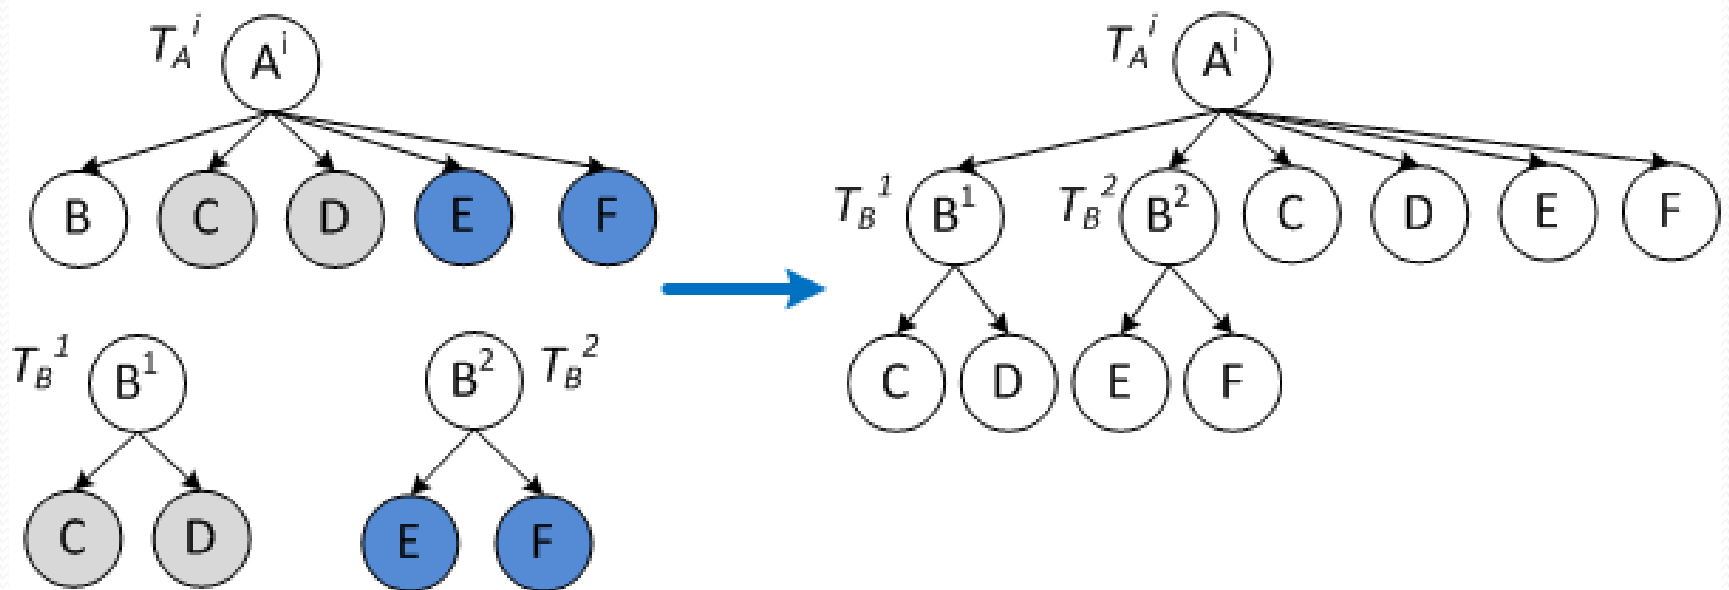 T_A^i A^i
B C D E F
T_B^1 B^1 B^2 T_B^2
C D E F
T_A^i A^i
T_B^1 B^1 T_B^2 B^2 C D E F
C D E F